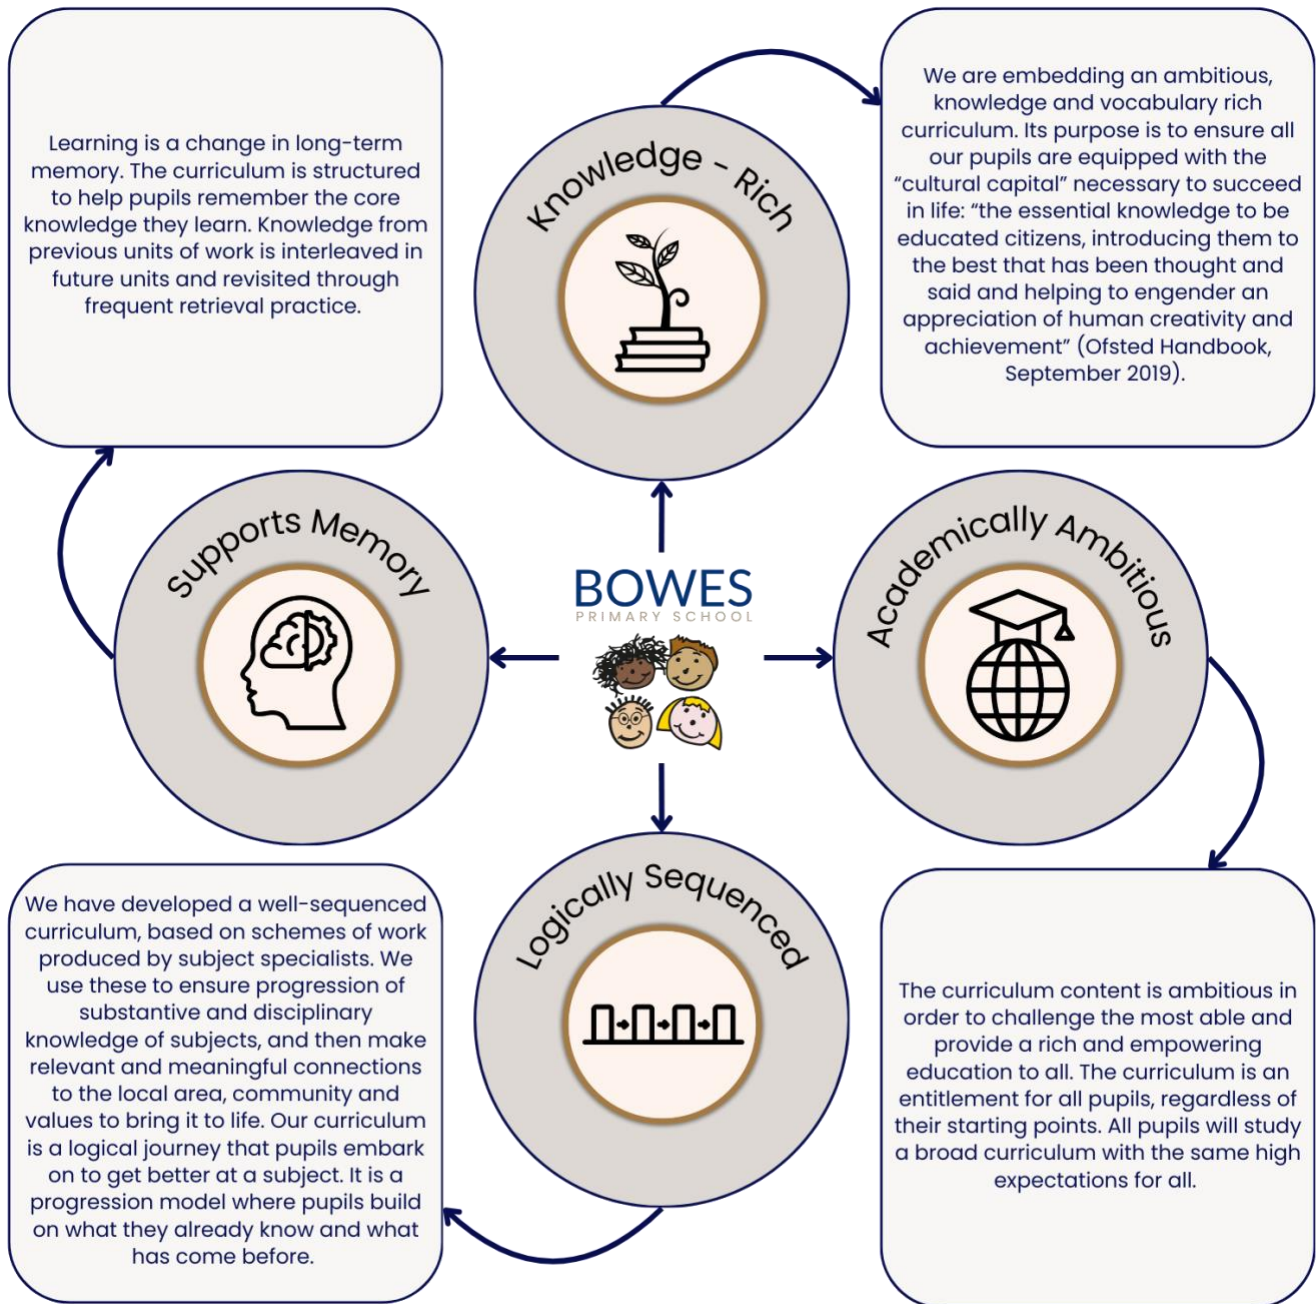 Learning is a change in long-term
memory. The curriculum is structured
to help pupils remember the core
knowledge they learn. Knowledge from
previous units of work is interleaved in
future units and revisited through
frequent retrieval practice.
Knowledge - Rich
We are embedding an ambitious,
knowledge and vocabulary rich
curriculum. Its purpose is to ensure all
our pupils are equipped with the
“cultural capital” necessary to succeed
in life: “the essential knowledge to be
educated citizens, introducing them to
the best that has been thought and
said and helping to engender an
appreciation of human creativity and
achievement” (Ofsted Handbook,
September 2019).
Supports Memory
BOWES
PRIMARY SCHOOL
Academically Ambitious
We have developed a well-sequenced
curriculum, based on schemes of work
produced by subject specialists. We
use these to ensure progression of
substantive and disciplinary
knowledge of subjects, and then make
relevant and meaningful connections
to the local area, community and
values to bring it to life. Our curriculum
is a logical journey that pupils embark
on to get better at a subject. It is a
progression model where pupils build
on what they already know and what
has come before.
Logically Sequenced
The curriculum content is ambitious in
order to challenge the most able and
provide a rich and empowering
education to all. The curriculum is an
entitlement for all pupils, regardless of
their starting points. All pupils will study
a broad curriculum with the same high
expectations for all.